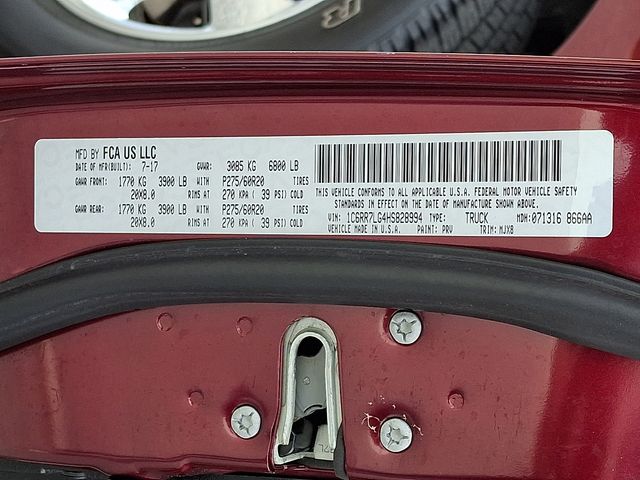 MFD BY FCA US LLC
DATE OF MFR(BUILT): 7-17 GVWR: 3085 KG 6800 LB
GAWR FRONT: 1770 KG 3900 LB WITH P275/60R20 TIRES
20X8.0 RIMS AT 270 KPA ( 39 PSI) COLD
GAWR REAR: 1770 KG 3900 LB WITH P275/60R20 TIRES
20X8.0 RIMS AT 270 KPA ( 39 PSI) COLD
THIS VEHICLE CONFORMS TO ALL APPLICABLE U.S.A. FEDERAL MOTOR VEHICLE SAFETY
STANDARDS IN EFFECT ON THE DATE OF MANUFACTURE SHOWN ABOVE.
VIN: 1C6RR7LG4HS828994 TYPE: TRUCK MDH: 071316 866AA
VEHICLE MADE IN U.S.A. PAINT: PRV TRIM: MJX8